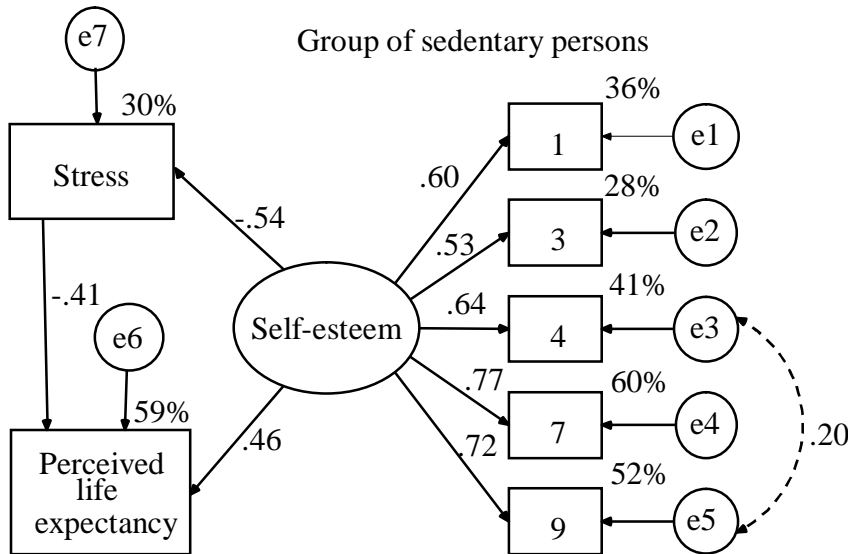 Group of sedentary persons
e7
30%
Stress
-.54
-.41
e6
59%
Perceived
life
expectancy
.46
Self-esteem
.60
.53
.64
.77
.72
36%
1
e1
28%
3
e2
41%
4
e3
60%
7
e4
52%
9
e5
.20